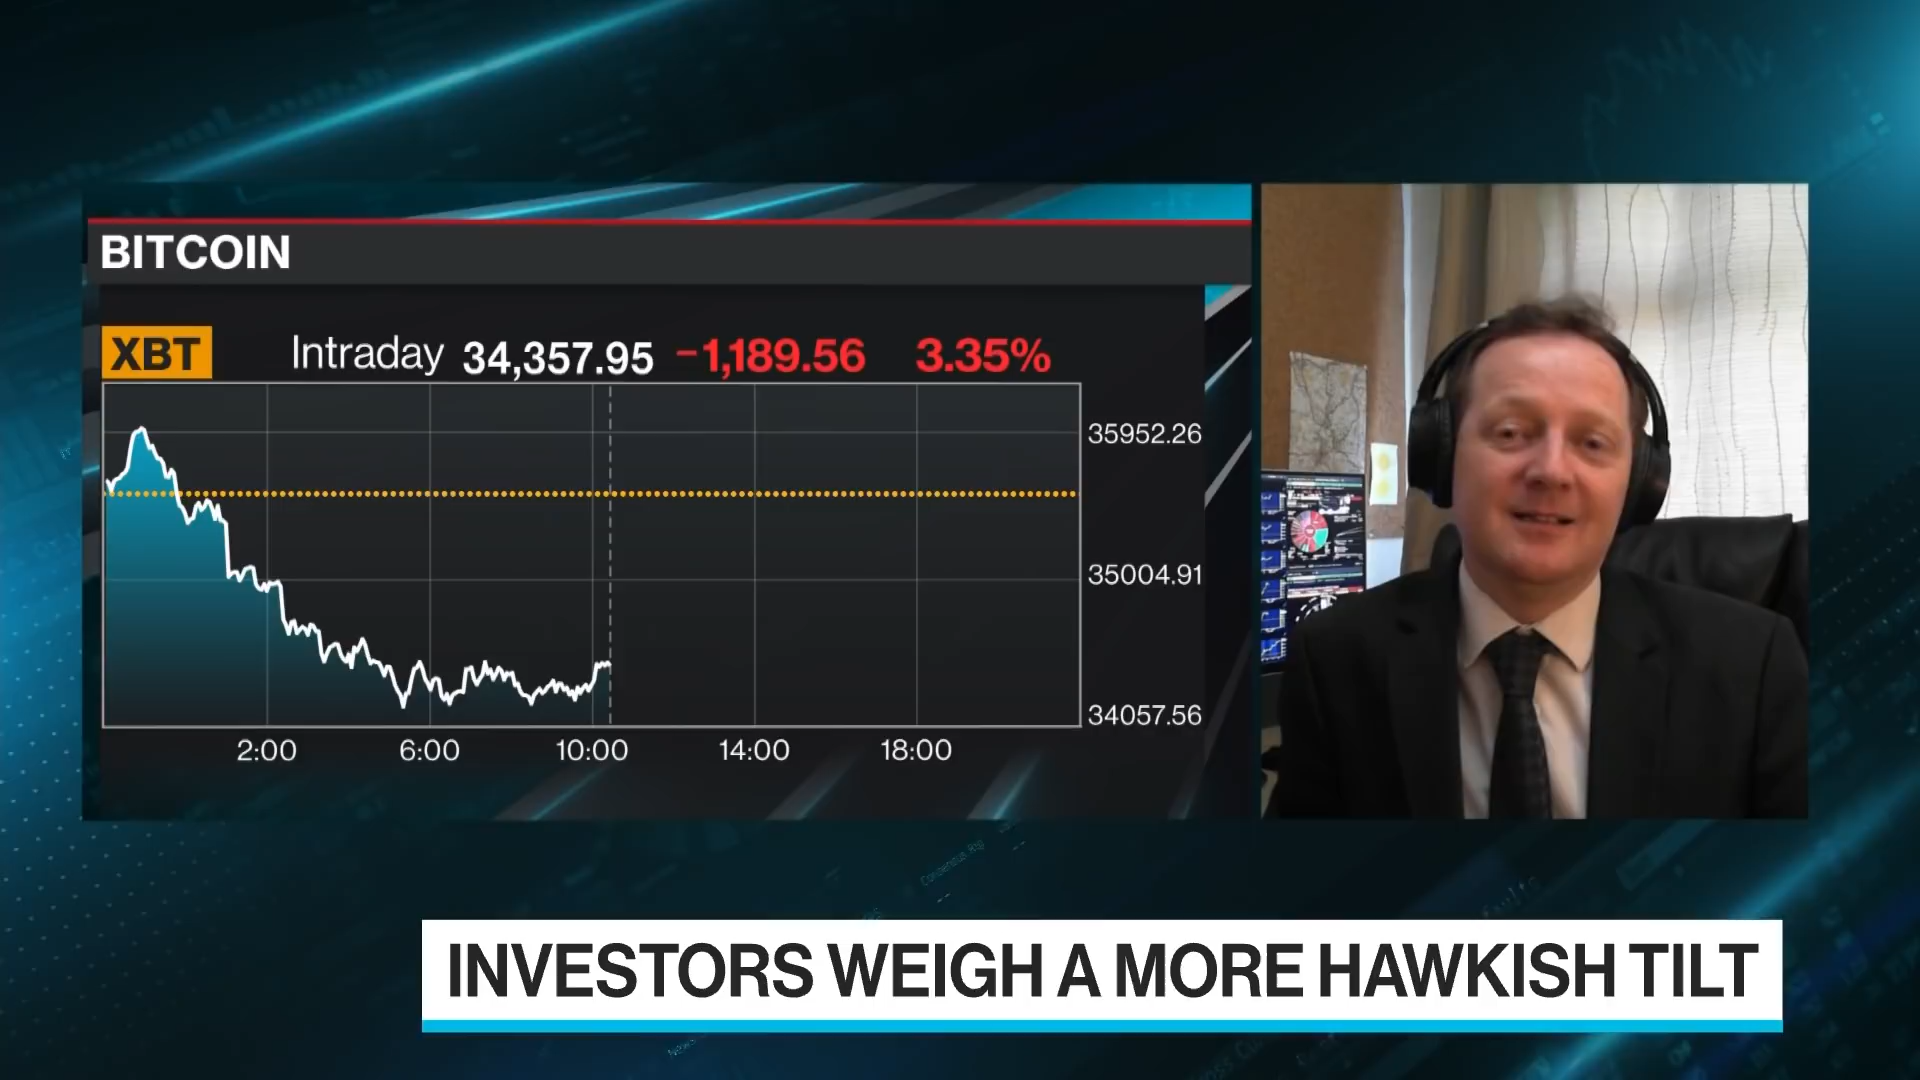 BITCOIN
XBT Intraday 34,357.95 -1,189.56 3.35%
35952.26
35004.91
34057.56
2:00 6:00 10:00 14:00 18:00
INVESTORS WEIGH A MORE HAWKISH TILT